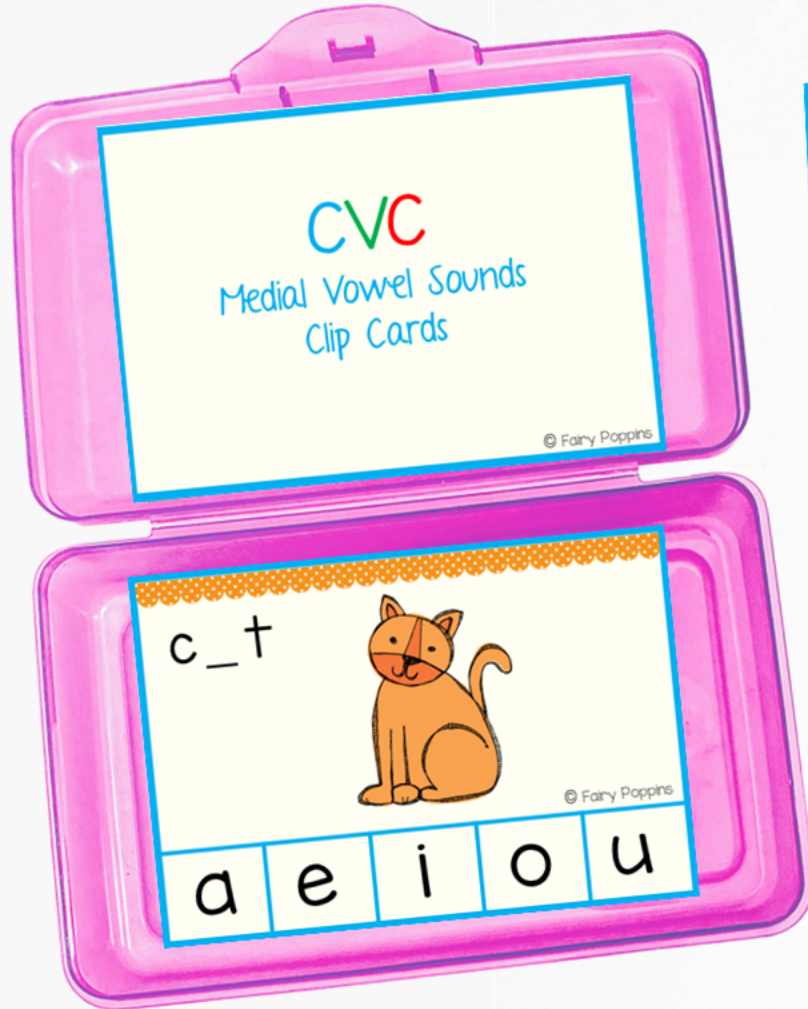 CVC
Medial Vowel Sounds
Clip Cards
© Fairy Poppins
c_t
© Fairy Poppins
a e i o u